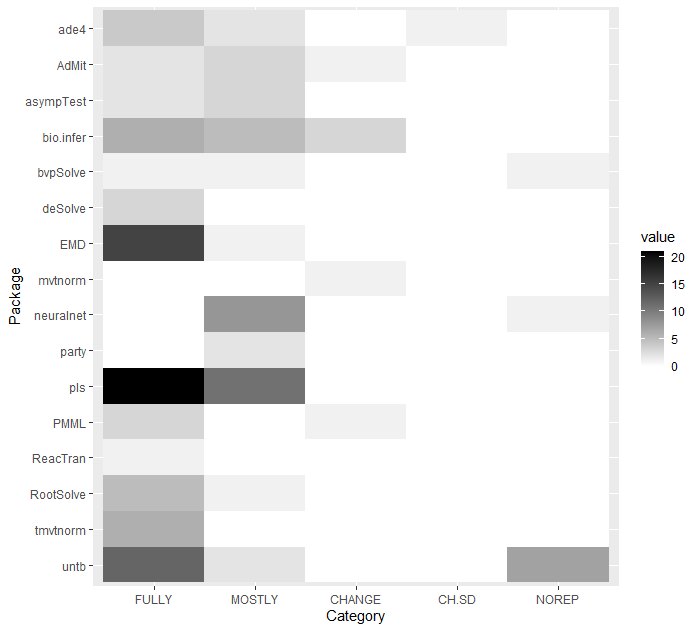 ade4
AdMit
asympTest
bio.infer
bvpSolve
deSolve
EMD
mvtnorm
neuralnet
party
pls
PMML
ReacTran
RootSolve
tmvtnorm
untb
Package
FULLY MOSTLY CHANGE CH.SD NOREP
Category
value
20
15
10
5
0